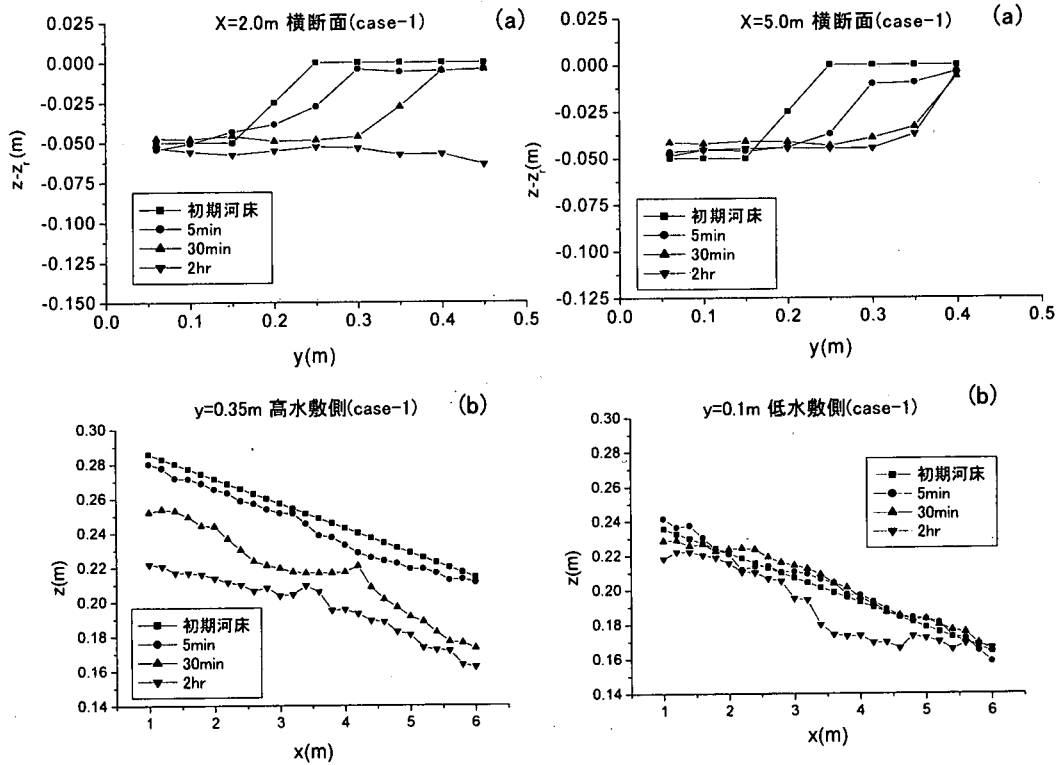 X=2.0m 横断面(case-1)
(a)
0.025
0.000
-0.025
-0.050
-0.075
-0.100
-0.125
-0.150
z-zr(m)
初期河床
5min
30min
2hr
0.0
0.1
0.2
0.3
0.4
0.5
y(m)
X=5.0m 横断面(case-1)
(a)
0.025
0.000
-0.025
-0.050
-0.075
-0.100
-0.125
z-zr(m)
初期河床
5min
30min
2hr
0.0
0.1
0.2
0.3
0.4
0.5
y(m)
y=0.35m 高水敷側(case-1)
(b)
0.30
0.28
0.26
0.24
0.22
0.20
0.18
0.16
0.14
z(m)
初期河床
5min
30min
2hr
1
2
3
4
5
6
x(m)
y=0.1m 低水敷側(case-1)
(b)
0.30
0.28
0.26
0.24
0.22
0.20
0.18
0.16
0.14
z(m)
初期河床
5min
30min
2hr
1
2
3
4
5
6
x(m)